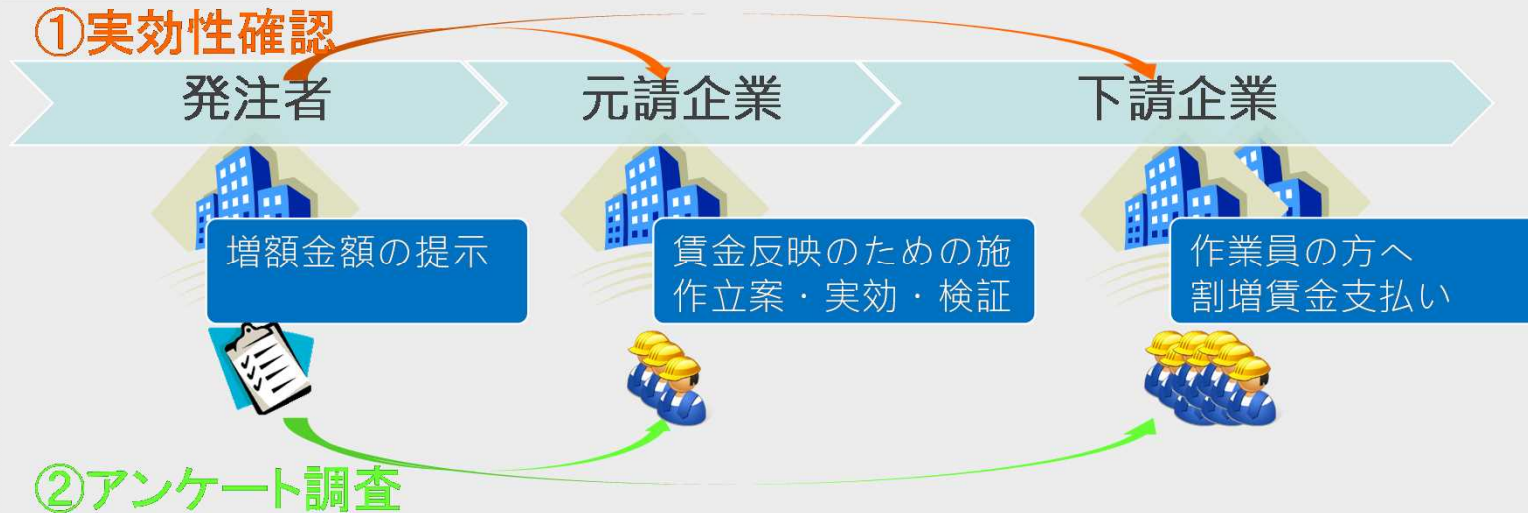 ①実効性確認
発注者
元請企業
下請企業
増額金額の提示
賃金反映のための施
作立案・実効・検証
作業員の方へ
割増賃金支払い
②アンケート調査